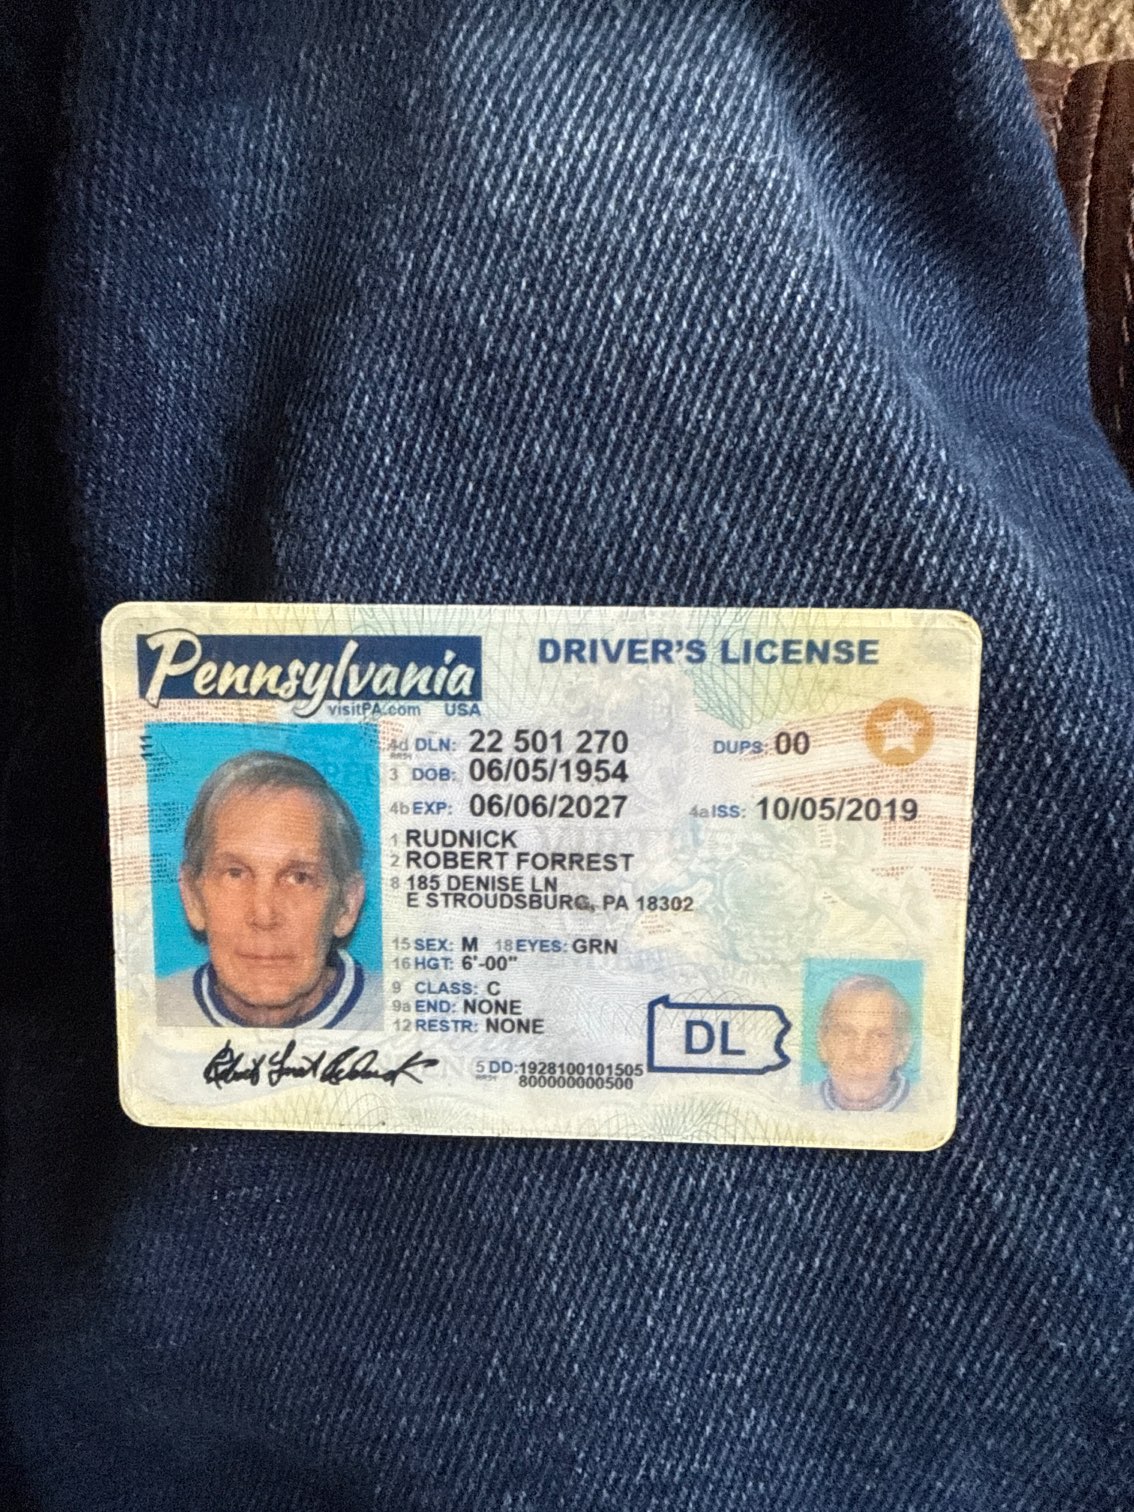 Pennsylvania
visitPA.com USA
DRIVER'S LICENSE
4d DLN: 22 501 270 DUPS: 00
3 DOB: 06/05/1954
4b EXP: 06/06/2027 4a ISS: 10/05/2019
1 RUDNICK
2 ROBERT FORREST
8 185 DENISE LN
E STROUDSBURG, PA 18302
15 SEX: M 18 EYES: GRN
16 HGT: 6'-00"
9 CLASS: C
9a END: NONE
12 RESTR: NONE
5 DD: 1928100101505
800000000500
DL